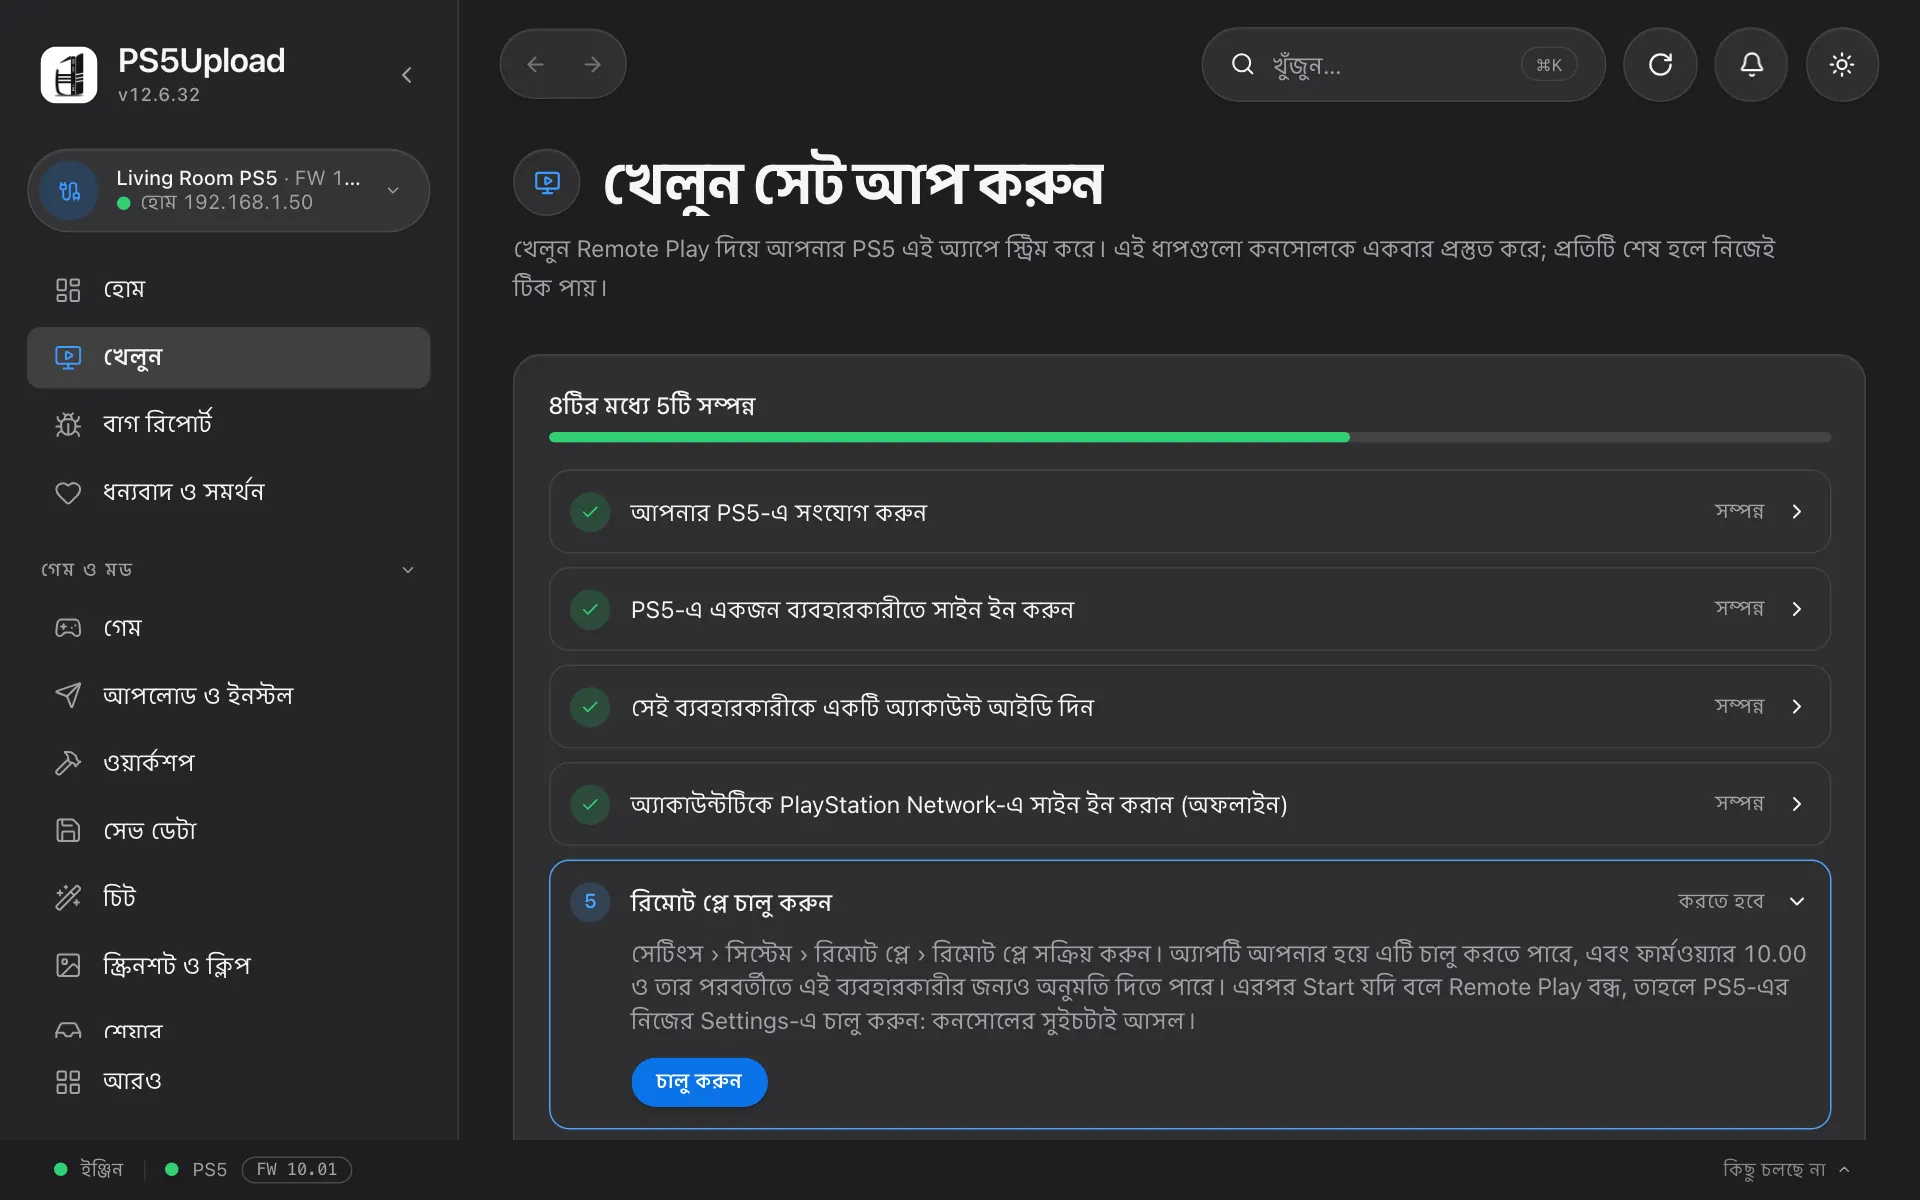 PS5Upload
v12.6.32
Living Room PS5 · FW 1...
হোম 192.168.1.50
হোম
খেলুন
বাগ রিপোর্ট
ধন্যবাদ ও সমর্থন
গেম ও মড
গেম
আপলোড ও ইনস্টল
ওয়ার্কশপ
সেভ ডেটা
চিট
স্ক্রিনশট ও ক্লিপ
শেয়ার
আরও
খুঁজুন...
⌘K
খেলুন সেট আপ করুন
খেলুন Remote Play দিয়ে আপনার PS5 এই অ্যাপে স্ট্রিম করে। এই ধাপগুলো কনসোলকে একবার প্রস্তুত করে; প্রতিটি শেষ হলে নিজেই
টিক পায়।
8টির মধ্যে 5টি সম্পন্ন
আপনার PS5-এ সংযোগ করুন
সম্পন্ন
PS5-এ একজন ব্যবহারকারীতে সাইন ইন করুন
সম্পন্ন
সেই ব্যবহারকারীকে একটি অ্যাকাউন্ট আইডি দিন
সম্পন্ন
অ্যাকাউন্টটিকে PlayStation Network-এ সাইন ইন করান (অফলাইন)
সম্পন্ন
5
রিমোট প্লে চালু করুন
করতে হবে
সেটিংস › সিস্টেম › রিমোট প্লে › রিমোট প্লে সক্রিয় করুন। অ্যাপটি আপনার হয়ে এটি চালু করতে পারে, এবং ফার্মওয়্যার 10.00
ও তার পরবর্তীতে এই ব্যবহারকারীর জন্যও অনুমতি দিতে পারে। এরপর Start যদি বলে Remote Play বন্ধ, তাহলে PS5-এর
নিজের Settings-এ চালু করুন: কনসোলের সুইচটাই আসল।
চালু করুন
ইঞ্জিন
PS5
FW 10.01
কিছু চলছে না